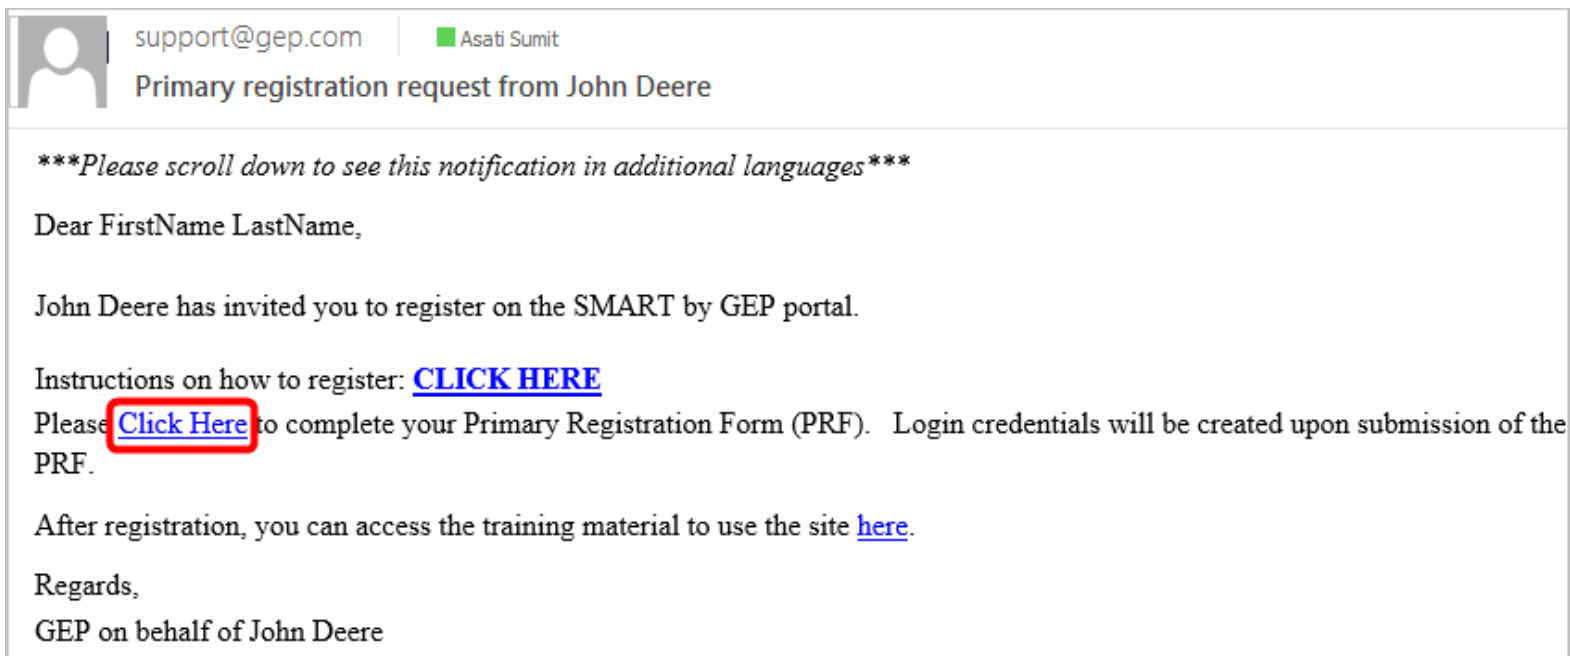 support@gep.com Asati Sumit
Primary registration request from John Deere
***Please scroll down to see this notification in additional languages***
Dear FirstName LastName,
John Deere has invited you to register on the SMART by GEP portal.
Instructions on how to register: CLICK HERE
Please Click Here to complete your Primary Registration Form (PRF). Login credentials will be created upon submission of the
PRF.
After registration, you can access the training material to use the site here.
Regards,
GEP on behalf of John Deere